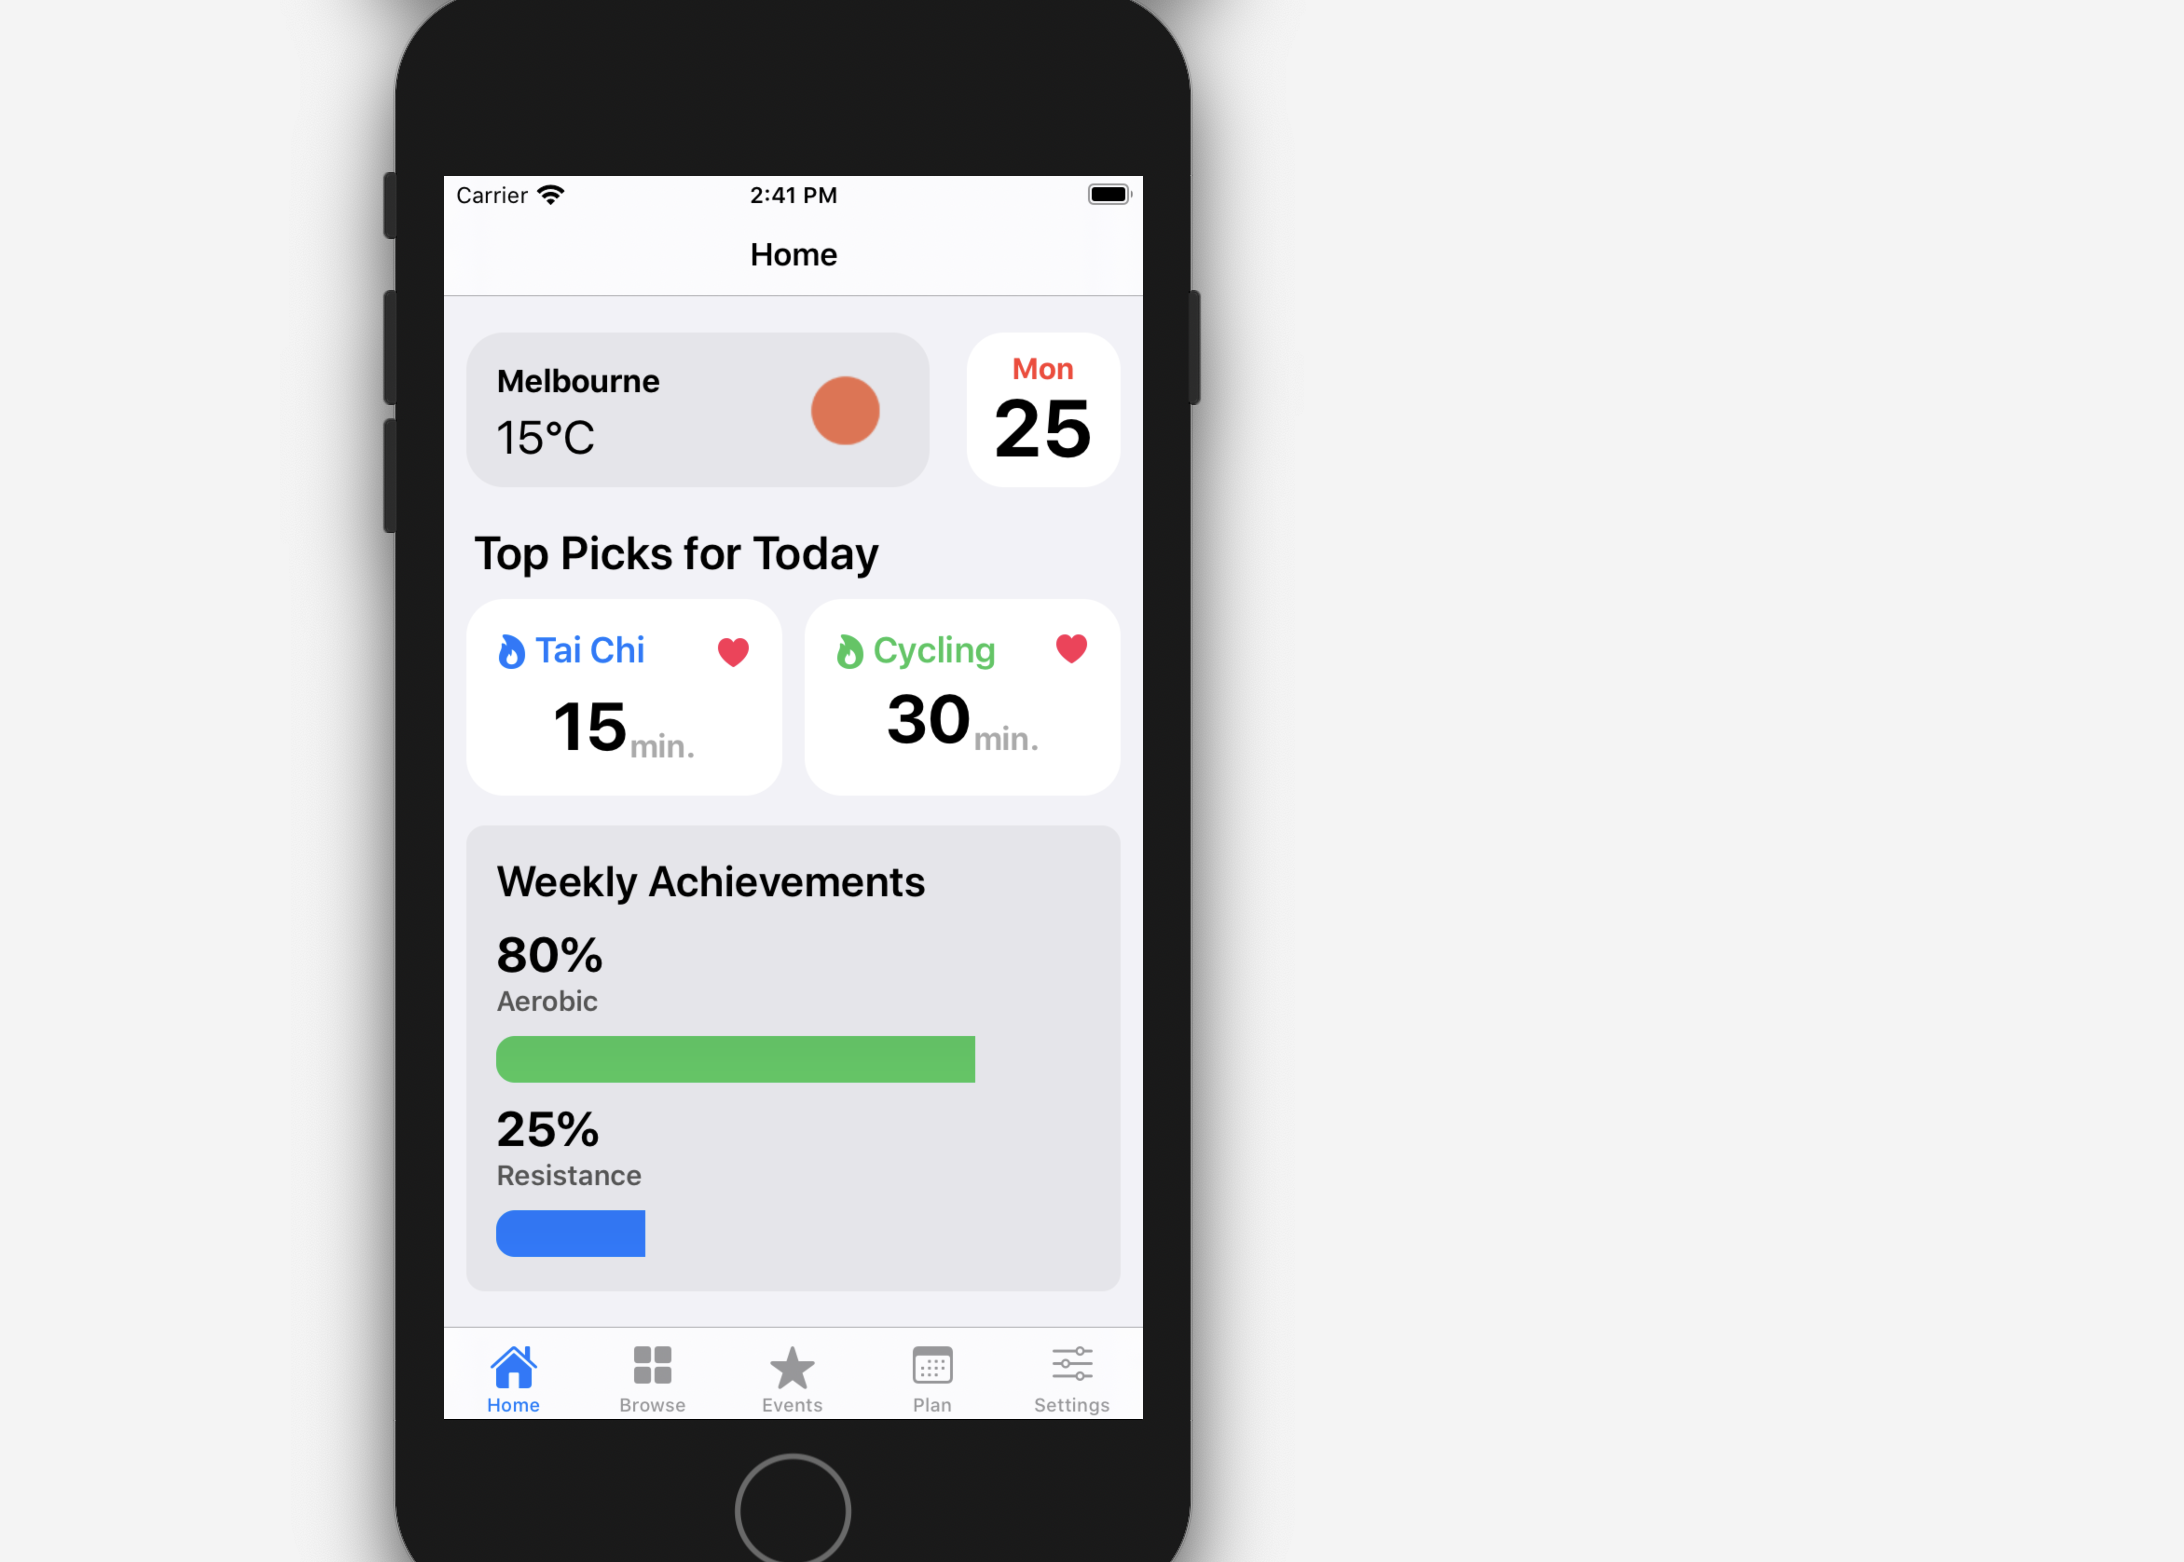 Carrier 2:41 PM
Home
Melbourne
15°C
Mon
25
Top Picks for Today
Tai Chi
15 min.
Cycling
30 min.
Weekly Achievements
80%
Aerobic
25%
Resistance
Home Browse Events Plan Settings